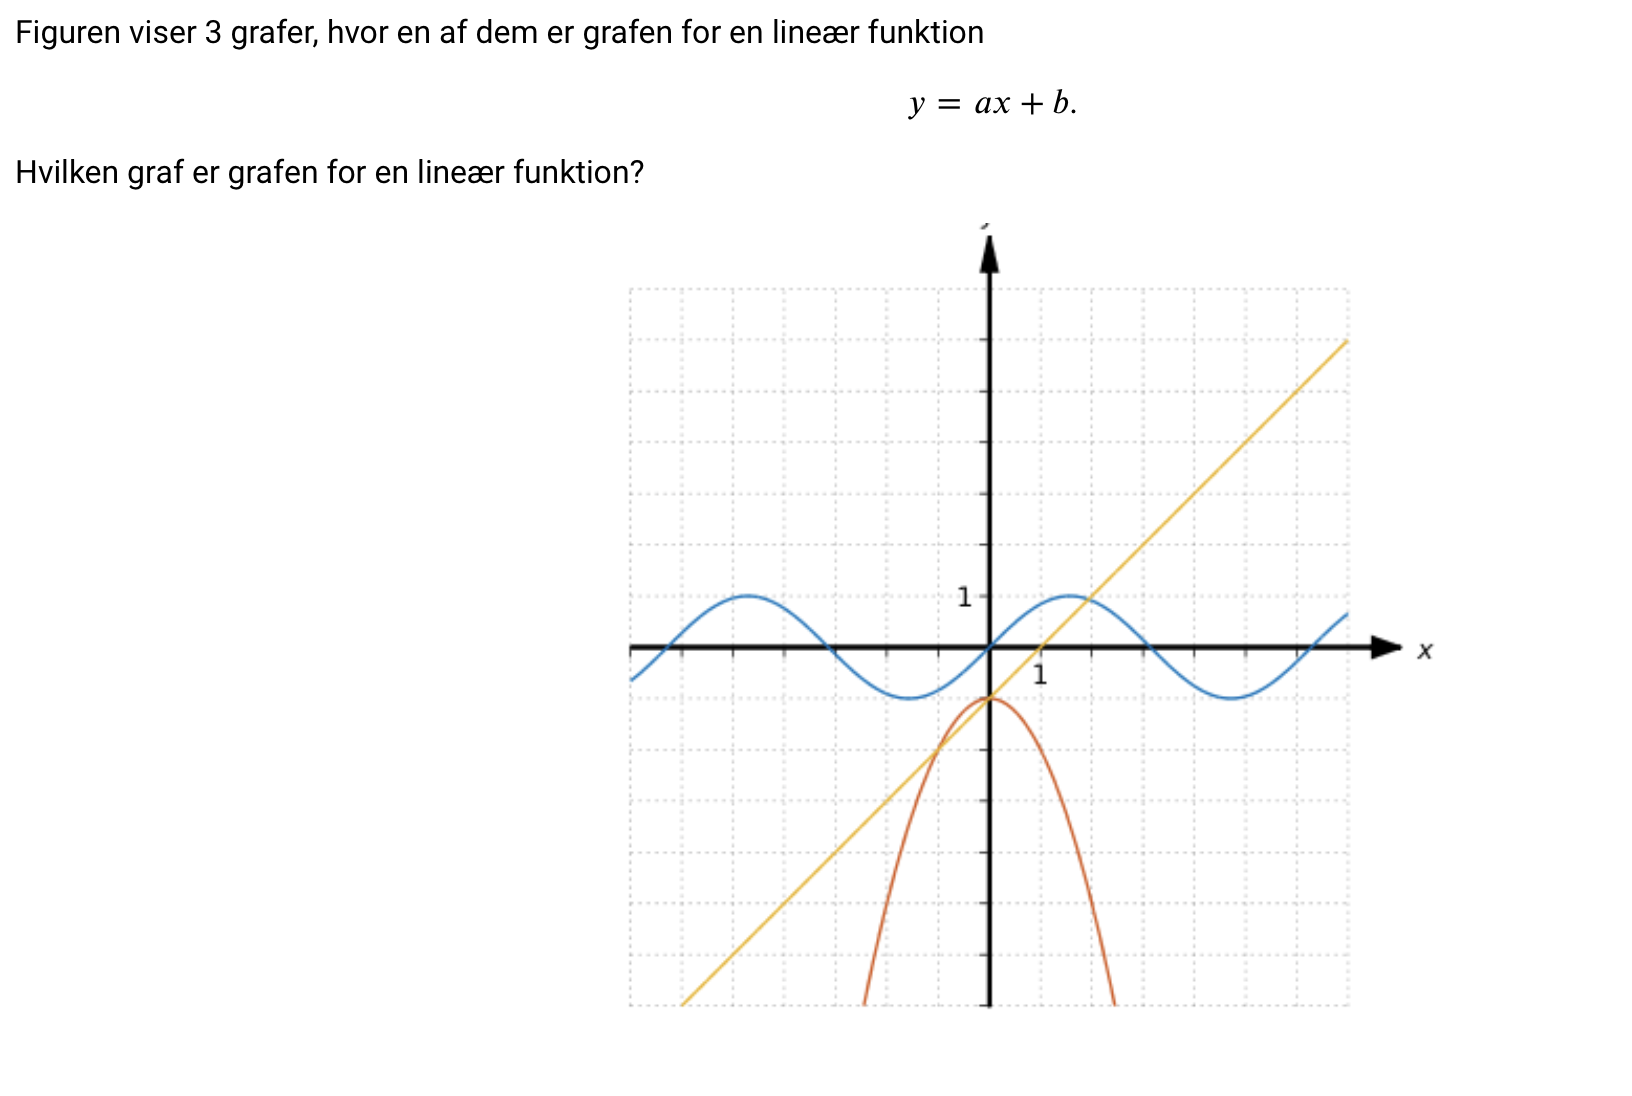 Figuren viser 3 grafer, hvor en af dem er grafen for en lineær funktion
y = ax + b.
Hvilken graf er grafen for en lineær funktion?
1
x
1